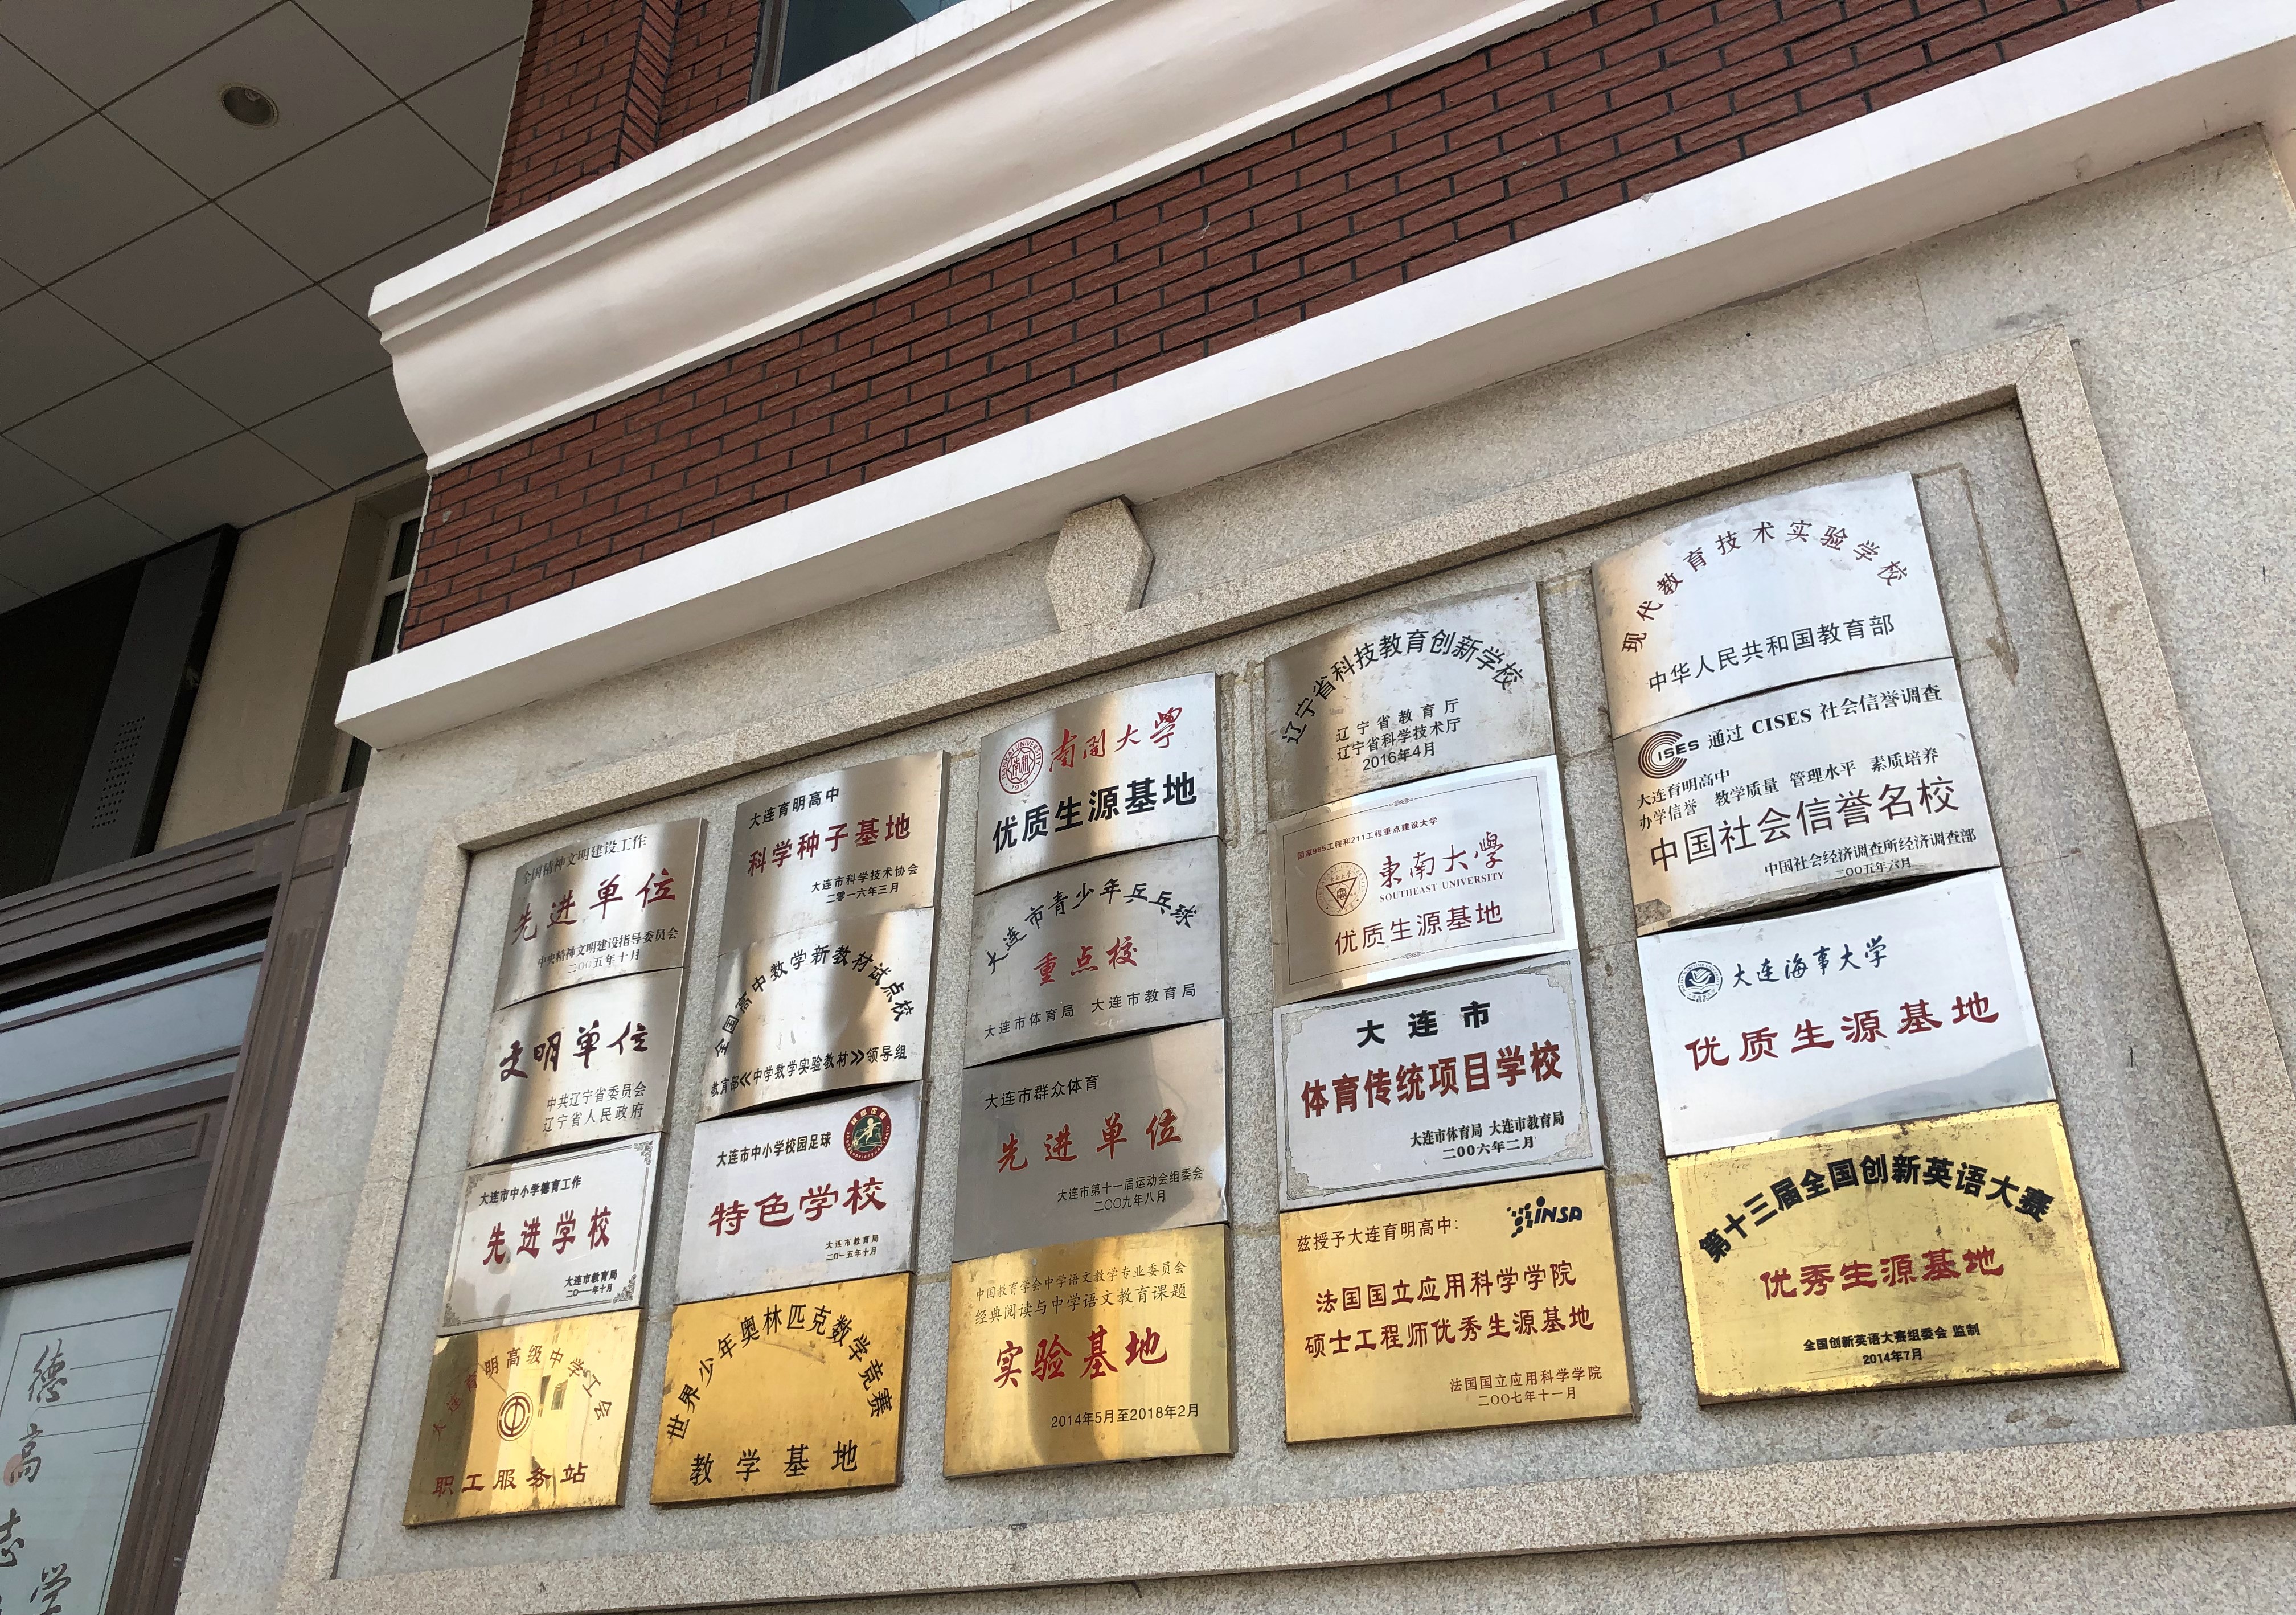 全国精神文明建设工作
先进单位
中央精神文明建设指导委员会
二〇〇五年十月
文明单位
中共辽宁省委员会
辽宁省人民政府
大连市中小学德育工作
先进学校
大连市教育局
二〇一一年十月
大连育明高级中学工会
职工服务站
大连育明高中
科学种子基地
大连市科学技术协会
二零一六年三月
全国高中数学新教材试点校
教育部《中学数学实验教材》领导组
大连市中小学校园足球
特色学校
大连市教育局
二〇一五年十月
世界少年奥林匹克数学竞赛
教学基地
NANKAI UNIVERSITY
南开
1919
南開大學
优质生源基地
大连市青少年乒乓球
重点校
大连市体育局 大连市教育局
大连市群众体育
先进单位
大连市第十一届运动会组委会
二〇〇九年八月
中国教育学会中学语文教学专业委员会
经典阅读与中学语文教育课题
实验基地
2014年5月至2018年2月
辽宁省科技教育创新学校
辽宁省教育厅
辽宁省科学技术厅
2016年4月
国家985工程和211工程重点建设大学
東南大學
SOUTHEAST UNIVERSITY
优质生源基地
大连市
体育传统项目学校
大连市体育局 大连市教育局
二〇〇六年二月
INSA
兹授予大连育明高中:
法国国立应用科学学院
硕士工程师优秀生源基地
法国国立应用科学学院
二〇〇七年十一月
现代教育技术实验学校
中华人民共和国教育部
CISES 通过 CISES 社会信誉调查
大连育明高中
办学信誉 教学质量 管理水平 素质培养
中国社会信誉名校
中国社会经济调查所经济调查部
二〇〇五年六月
大连海事大学
优质生源基地
第十三届全国创新英语大赛
优秀生源基地
全国创新英语大赛组委会 监制
2014年7月
德高
志
学